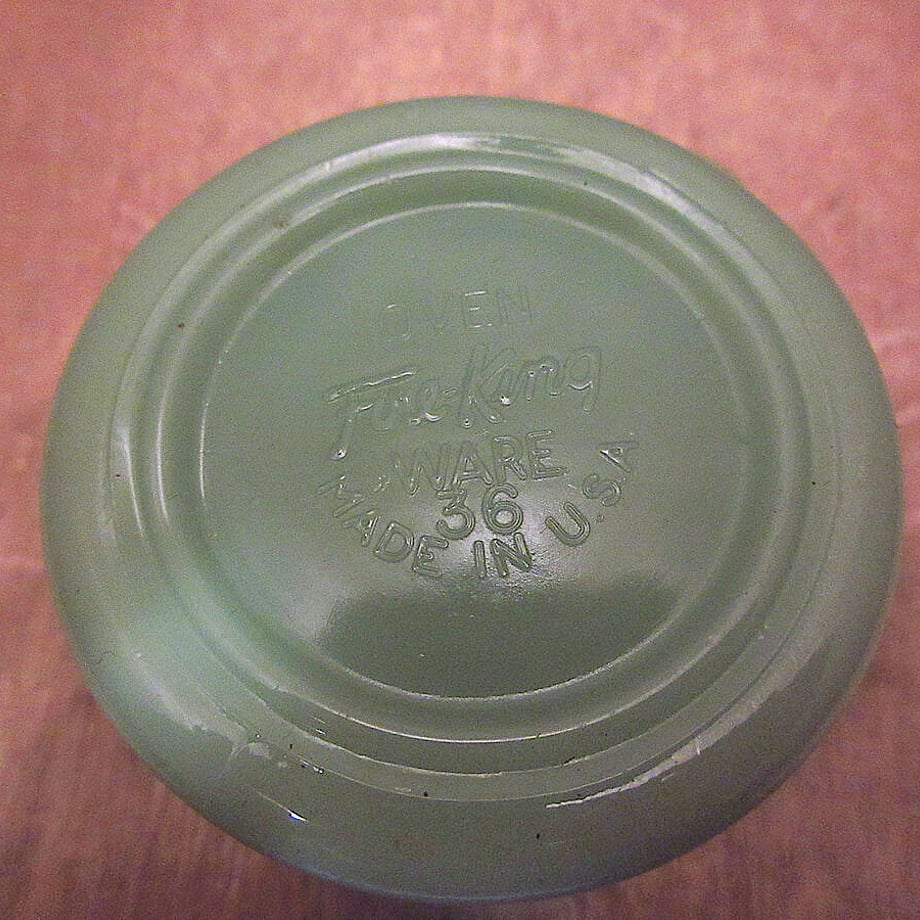 OVEN
Fire-King
WARE
36
MADE IN U.S.A